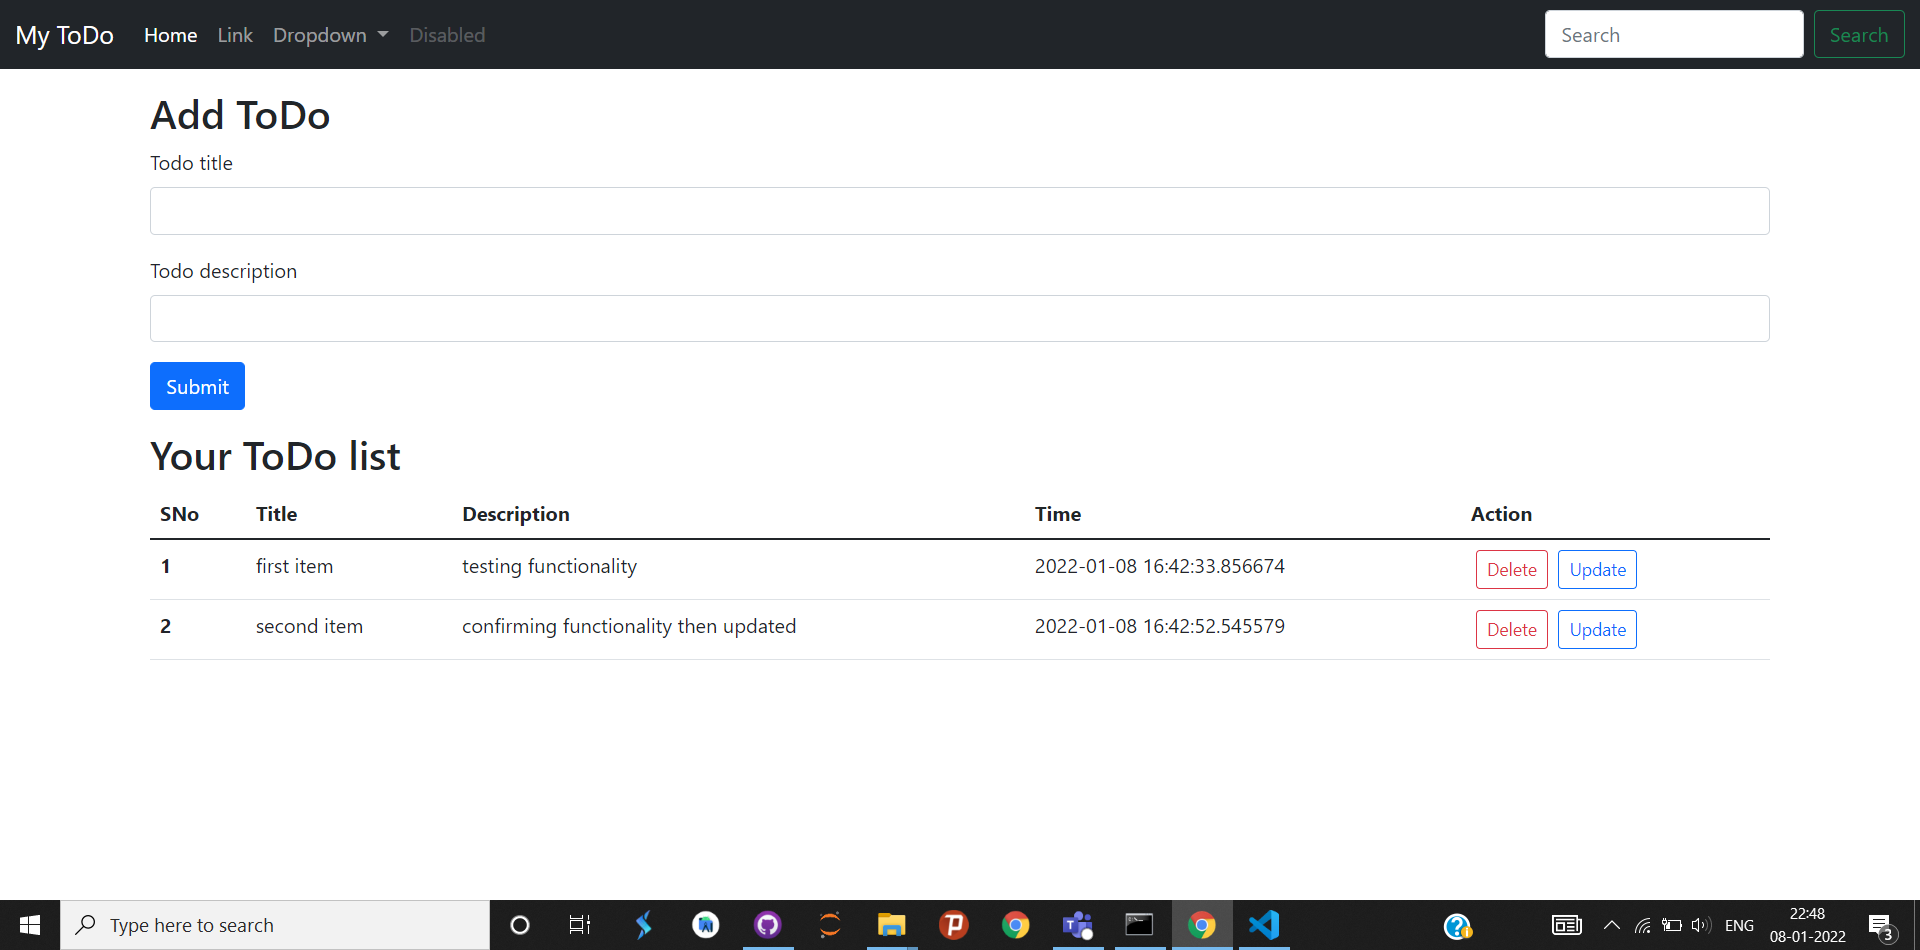 My ToDo Home Link Dropdown Disabled Search Search
Add ToDo
Todo title
Todo description
Submit
Your ToDo list
SNo Title Description Time Action
1 first item testing functionality 2022-01-08 16:42:33.856674 Delete Update
2 second item confirming functionality then updated 2022-01-08 16:42:52.545579 Delete Update
Type here to search ENG 22:48
08-01-2022 3